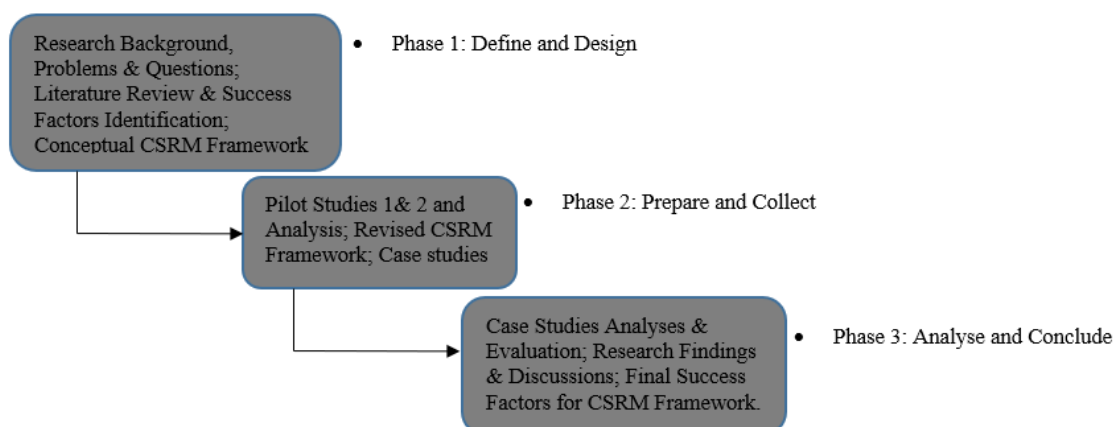 Research Background,
Problems & Questions;
Literature Review & Success
Factors Identification;
Conceptual CSRM Framework
• Phase 1: Define and Design
Pilot Studies 1& 2 and
Analysis; Revised CSRM
Framework; Case studies
• Phase 2: Prepare and Collect
Case Studies Analyses &
Evaluation; Research Findings
& Discussions; Final Success
Factors for CSRM Framework.
• Phase 3: Analyse and Conclude